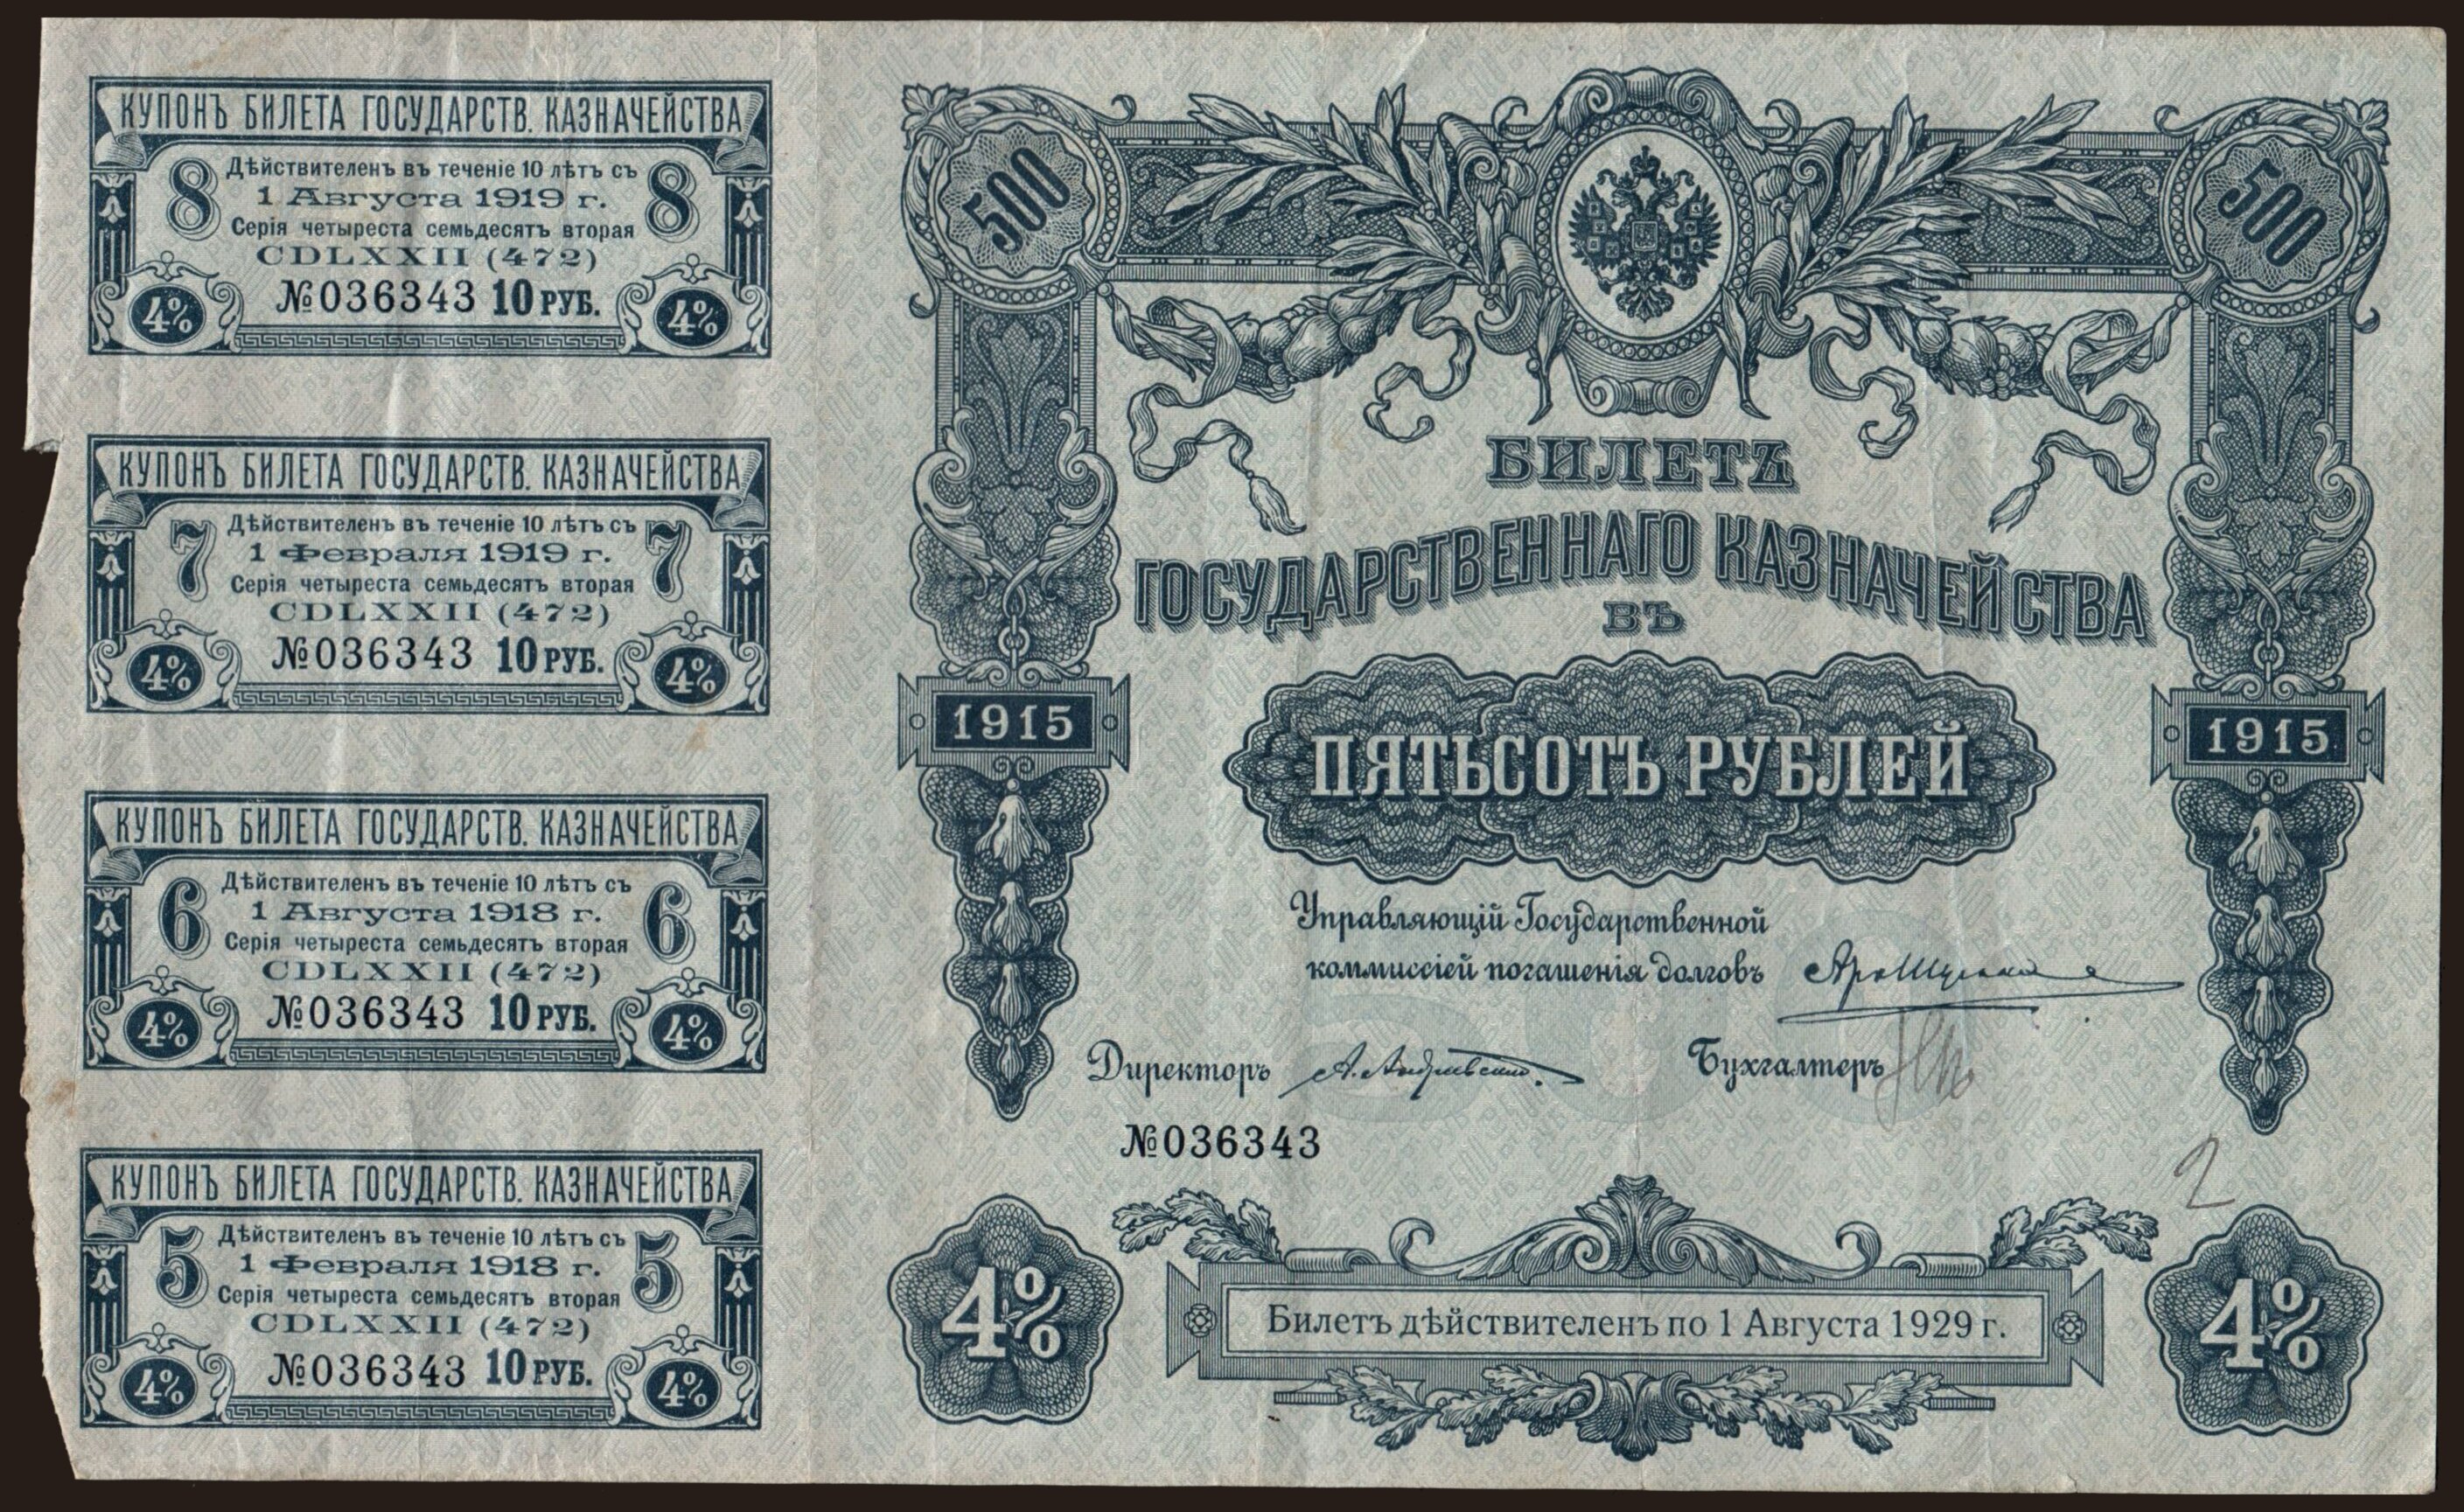 КУПОНЪ БИЛЕТА ГОСУДАРСТВ. КАЗНАЧЕЙСТВА
8 Дѣйствителенъ въ теченіе 10 лѣтъ съ 8
1 Августа 1919 г.
Серія четыреста семьдесятъ вторая
CDLXXII (472)
№036343 10 РУБ.
4% 4%
КУПОНЪ БИЛЕТА ГОСУДАРСТВ. КАЗНАЧЕЙСТВА
7 Дѣйствителенъ въ теченіе 10 лѣтъ съ 7
1 Февраля 1919 г.
Серія четыреста семьдесятъ вторая
CDLXXII (472)
№036343 10 РУБ.
4% 4%
КУПОНЪ БИЛЕТА ГОСУДАРСТВ. КАЗНАЧЕЙСТВА
6 Дѣйствителенъ въ теченіе 10 лѣтъ съ 6
1 Августа 1918 г.
Серія четыреста семьдесятъ вторая
CDLXXII (472)
№036343 10 РУБ.
4% 4%
КУПОНЪ БИЛЕТА ГОСУДАРСТВ. КАЗНАЧЕЙСТВА
5 Дѣйствителенъ въ теченіе 10 лѣтъ съ 5
1 Февраля 1918 г.
Серія четыреста семьдесятъ вторая
CDLXXII (472)
№036343 10 РУБ.
4% 4%
500 500
БИЛЕТЪ
ГОСУДАРСТВЕННАГО КАЗНАЧЕЙСТВА
ВЪ
1915 1915
ПЯТЬСОТЪ РУБЛЕЙ
Управляющій Государственной
коммиссіей погашенія долговъ
500
Директоръ Бухгалтеръ
№036343
2
4% 4%
Билетъ дѣйствителенъ по 1 Августа 1929 г.